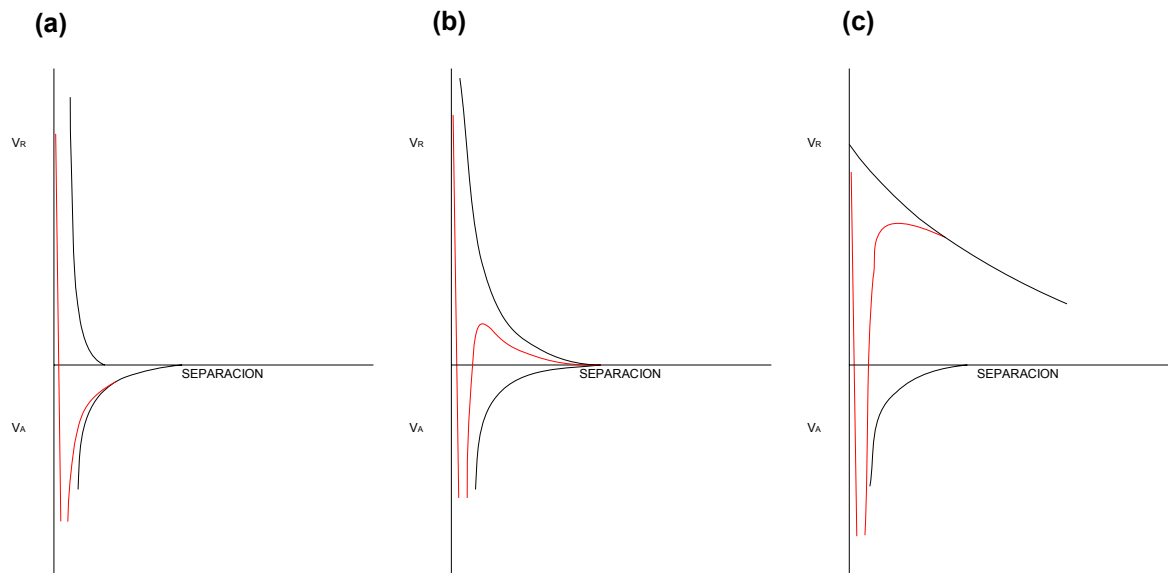 (a)
(b)
(c)
VR
VR
VR
SEPARACION
SEPARACION
SEPARACION
VA
VA
VA